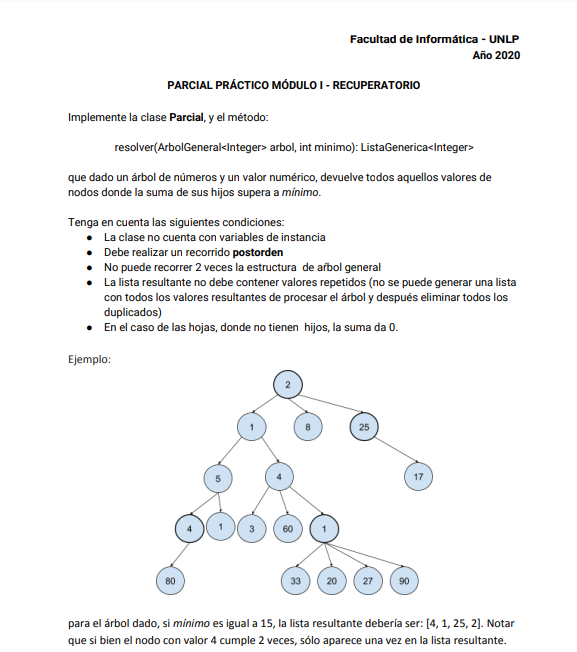 Facultad de Informática - UNLP
Año 2020
PARCIAL PRÁCTICO MÓDULO I - RECUPERATORIO
Implemente la clase Parcial, y el método:
resolver(ArbolGeneral<Integer> arbol, int minimo): ListaGenerica<Integer>
que dado un árbol de números y un valor numérico, devuelve todos aquellos valores de
nodos donde la suma de sus hijos supera a mínimo.
Tenga en cuenta las siguientes condiciones:
● La clase no cuenta con variables de instancia
● Debe realizar un recorrido postorden
● No puede recorrer 2 veces la estructura de arbol general
● La lista resultante no debe contener valores repetidos (no se puede generar una lista
con todos los valores resultantes de procesar el árbol y después eliminar todos los
duplicados)
● En el caso de las hojas, donde no tienen hijos, la suma da 0.
Ejemplo:
2
1 8 25
5 4 17
4 1 3 60 1
80 33 20 27 90
para el árbol dado, si mínimo es igual a 15, la lista resultante debería ser: [4, 1, 25, 2]. Notar
que si bien el nodo con valor 4 cumple 2 veces, sólo aparece una vez en la lista resultante.